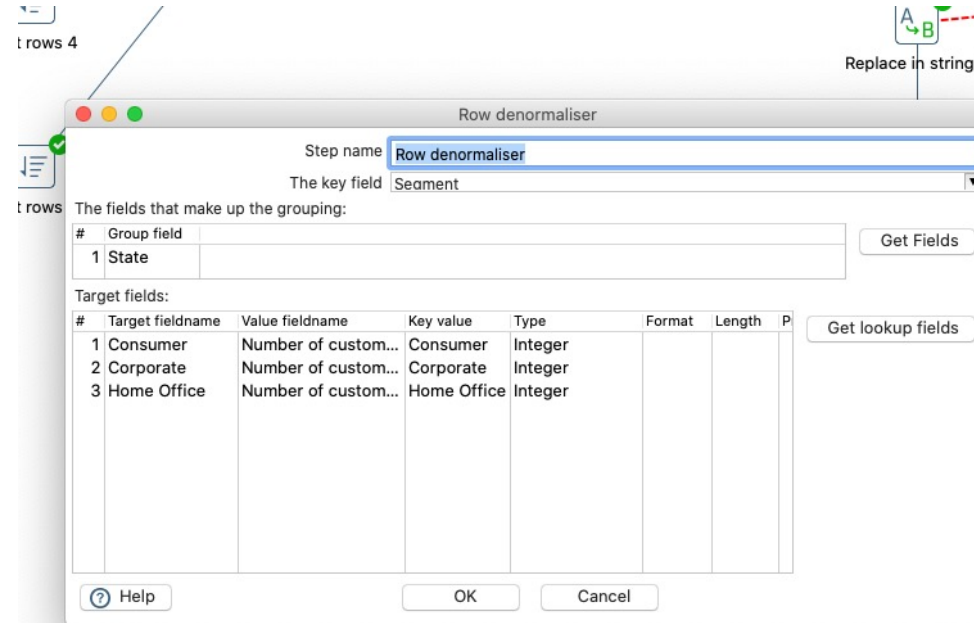 t rows 4
A
B
Replace in string
Row denormaliser
Step name Row denormaliser
The key field Segment
t rows
The fields that make up the grouping:
# Group field
Get Fields
1 State
Target fields:
# Target fieldname Value fieldname Key value Type Format Length P
Get lookup fields
1 Consumer Number of custom... Consumer Integer
2 Corporate Number of custom... Corporate Integer
3 Home Office Number of custom... Home Office Integer
? Help OK Cancel